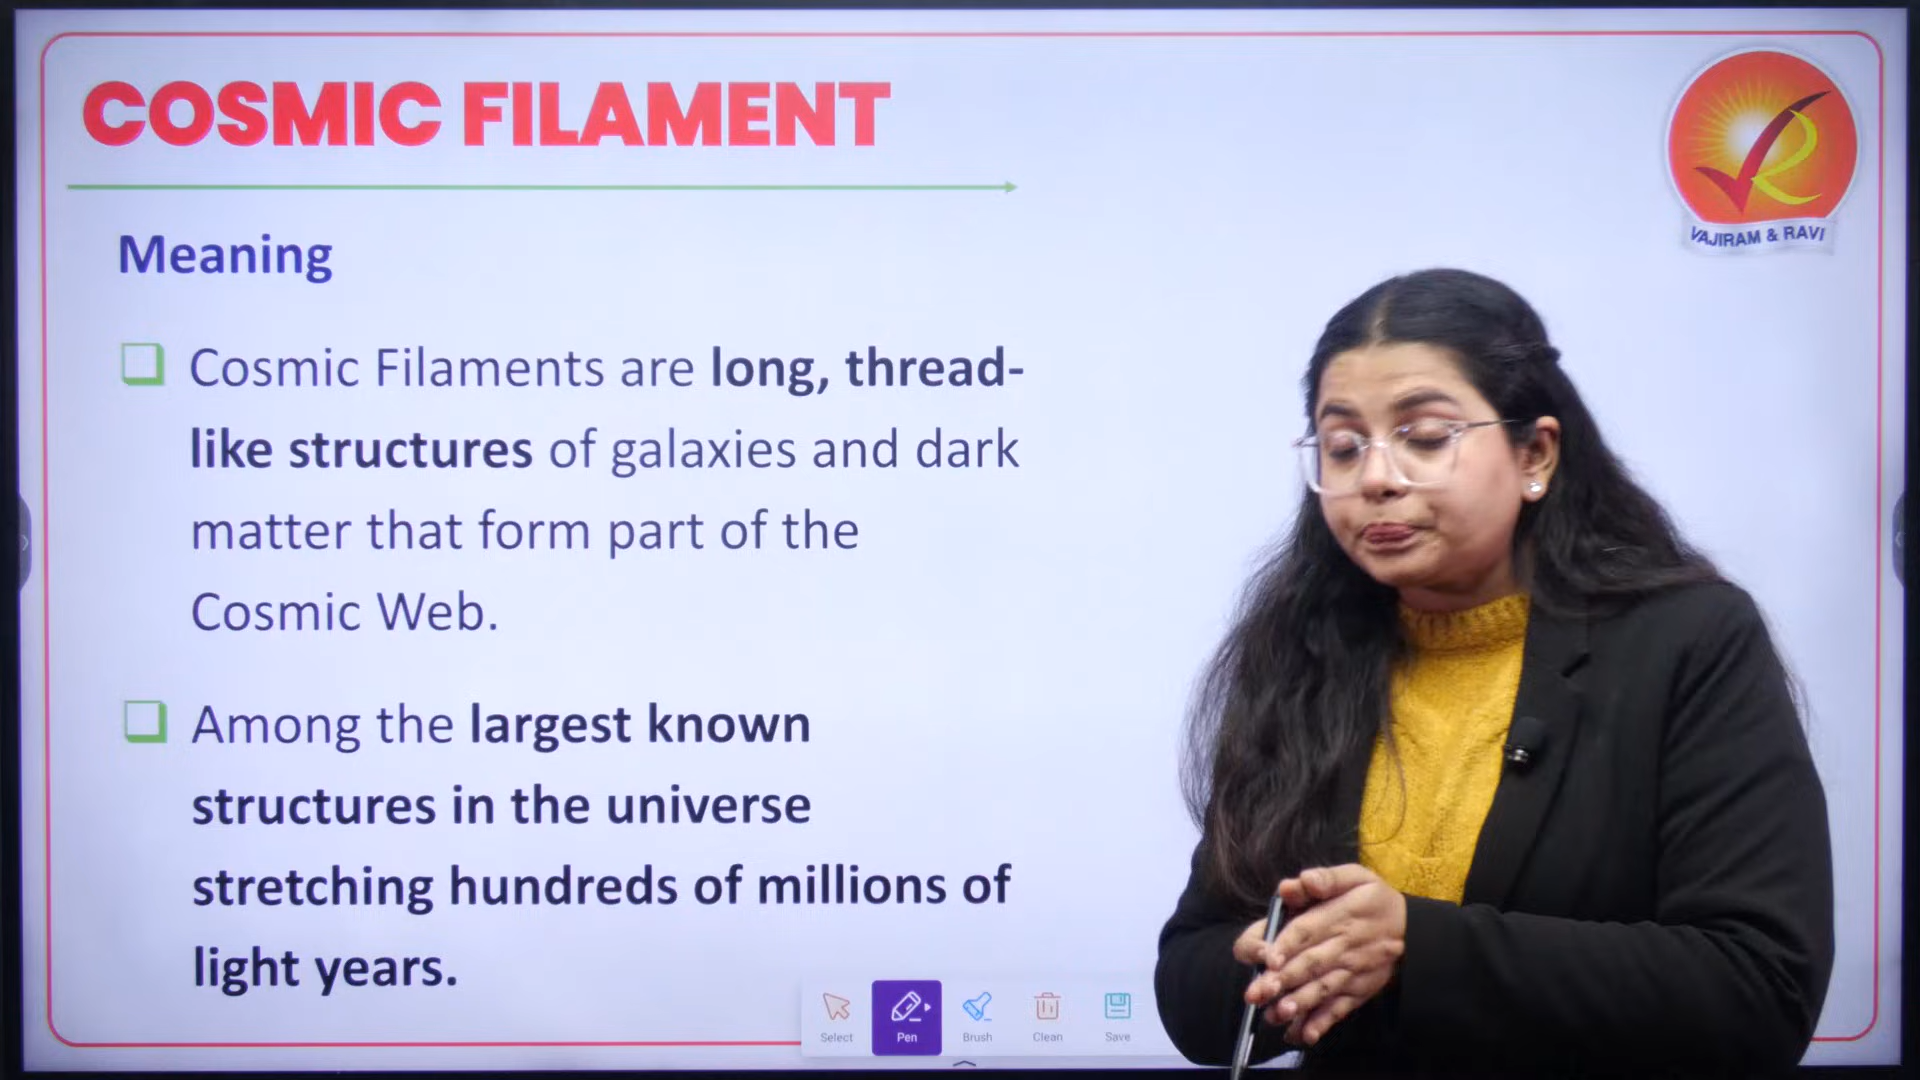 COSMIC FILAMENT
VAJIRAM & RAVI
Meaning
Cosmic Filaments are long, thread-
like structures of galaxies and dark
matter that form part of the
Cosmic Web.
Among the largest known
structures in the universe
stretching hundreds of millions of
light years.
Select
Pen
Brush
Clean
Save